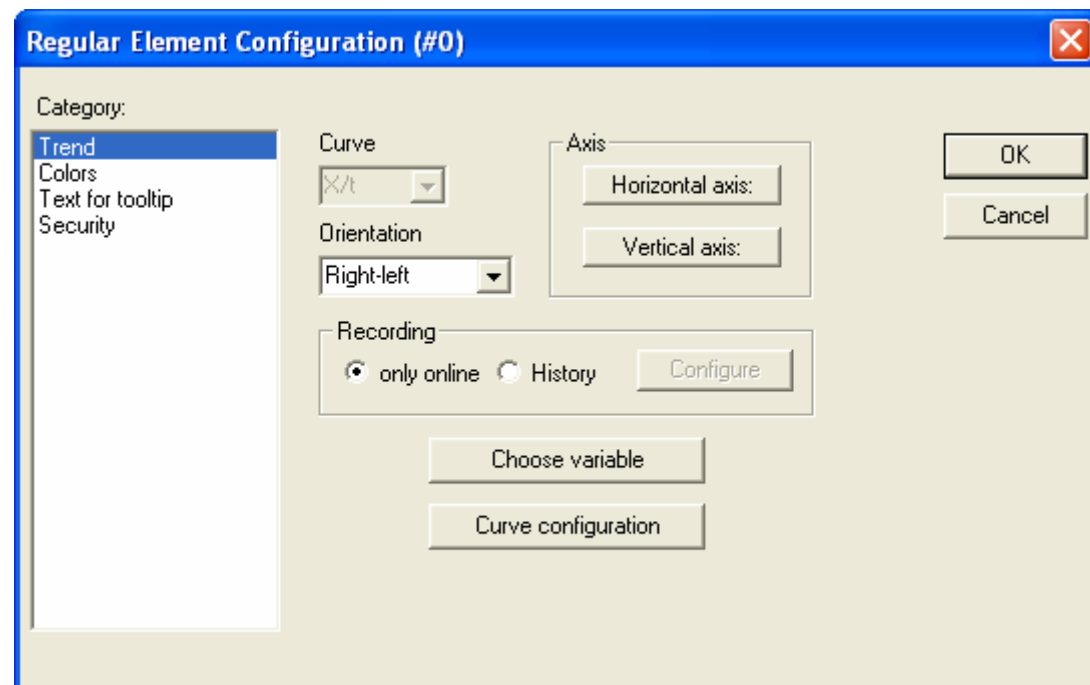 Regular Element Configuration (#0)
Category:
Trend
Colors
Text for tooltip
Security
Curve
X/t
Orientation
Right-left
Axis
Horizontal axis:
Vertical axis:
Recording
only online
History
Configure
Choose variable
Curve configuration
OK
Cancel